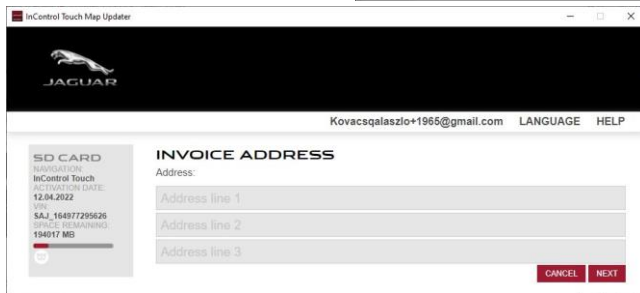 InControl Touch Map Updater
JAGUAR
Kovacsqalaszlo+1965@gmail.com LANGUAGE HELP
SD CARD
NAVIGATION:
InControl Touch
ACTIVATION DATE:
12.04.2022
VIN:
SAJ_164977295626
SPACE REMAINING:
194017 MB
INVOICE ADDRESS
Address:
Address line 1
Address line 2
Address line 3
CANCEL NEXT